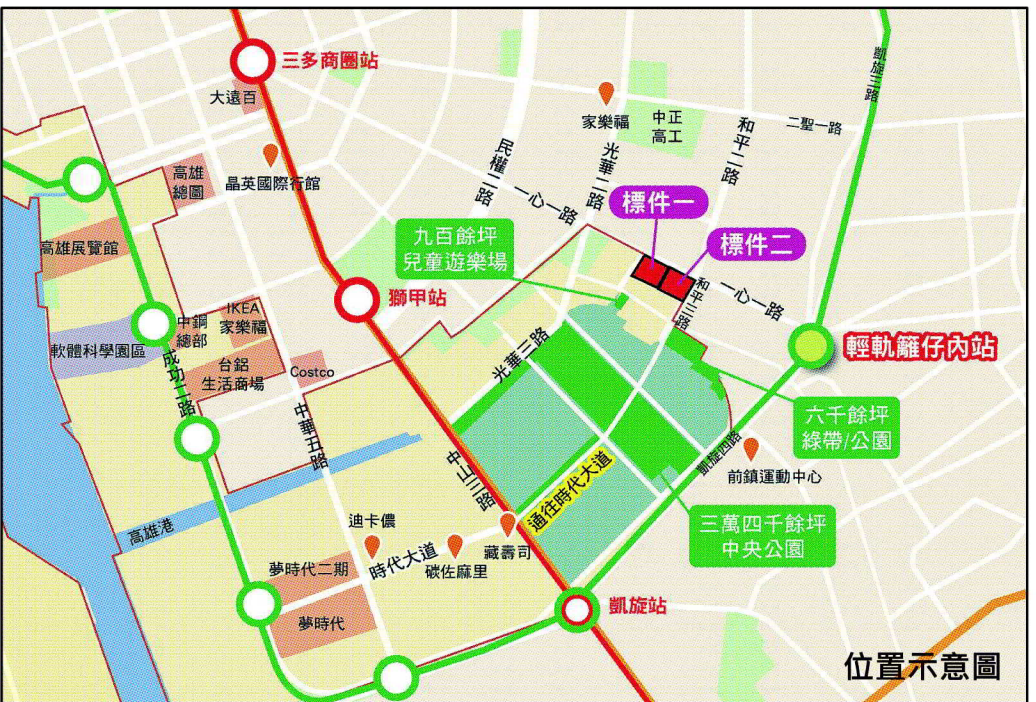 三多商圈站
大遠百
家樂福
中正
高工
和平二路
二聖一路
凱旋三路
民權二路
光華二路
一心一路
標件一
標件二
高雄
總圖
晶英國際行館
九百餘坪
兒童遊樂場
高雄展覽館
獅甲站
和平三路
一心一路
輕軌籬仔內站
IKEA
家樂福
中鋼
總部
軟體科學園區
成功二路
台鋁
生活商場
Costco
光華三路
中華五路
六千餘坪
綠帶/公園
凱旋四路
前鎮運動中心
中山三路
通往時代大道
三萬四千餘坪
中央公園
高雄港
迪卡儂
藏壽司
時代大道
碳佐麻里
夢時代二期
夢時代
凱旋站
位置示意圖